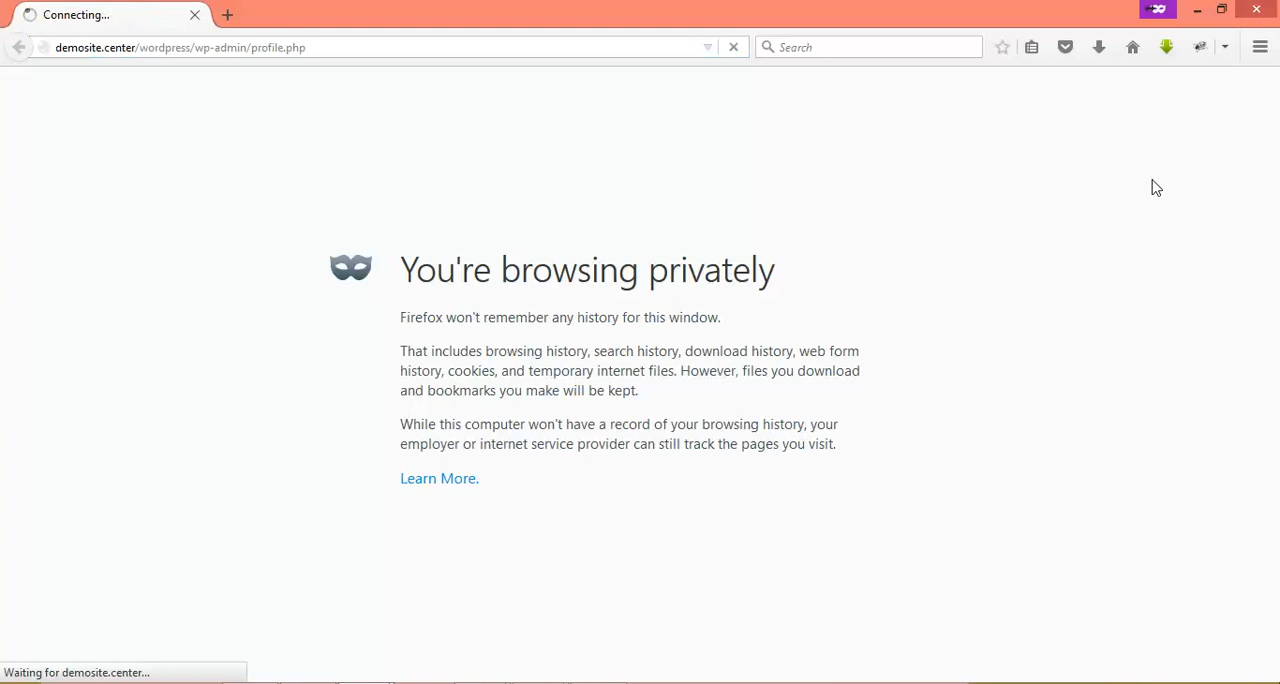 Connecting...
demosite.center/wordpress/wp-admin/profile.php
Search
You're browsing privately
Firefox won't remember any history for this window.
That includes browsing history, search history, download history, web form
history, cookies, and temporary internet files. However, files you download
and bookmarks you make will be kept.
While this computer won't have a record of your browsing history, your
employer or internet service provider can still track the pages you visit.
Learn More.
Waiting for demosite.center...